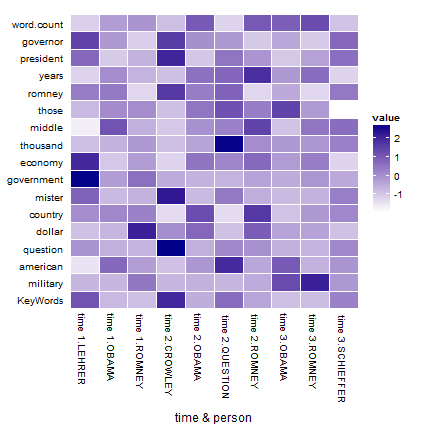 word.count
governor
president
years
romney
those
middle
thousand
economy
government
mister
country
dollar
question
american
military
KeyWords
value
2
1
0
-1
time 1.LEHRER
time 1.OBAMA
time 1.ROMNEY
time 2.CROWLEY
time 2.OBAMA
time 2.QUESTION
time 2.ROMNEY
time 3.OBAMA
time 3.ROMNEY
time 3.SCHIEFFER
time & person